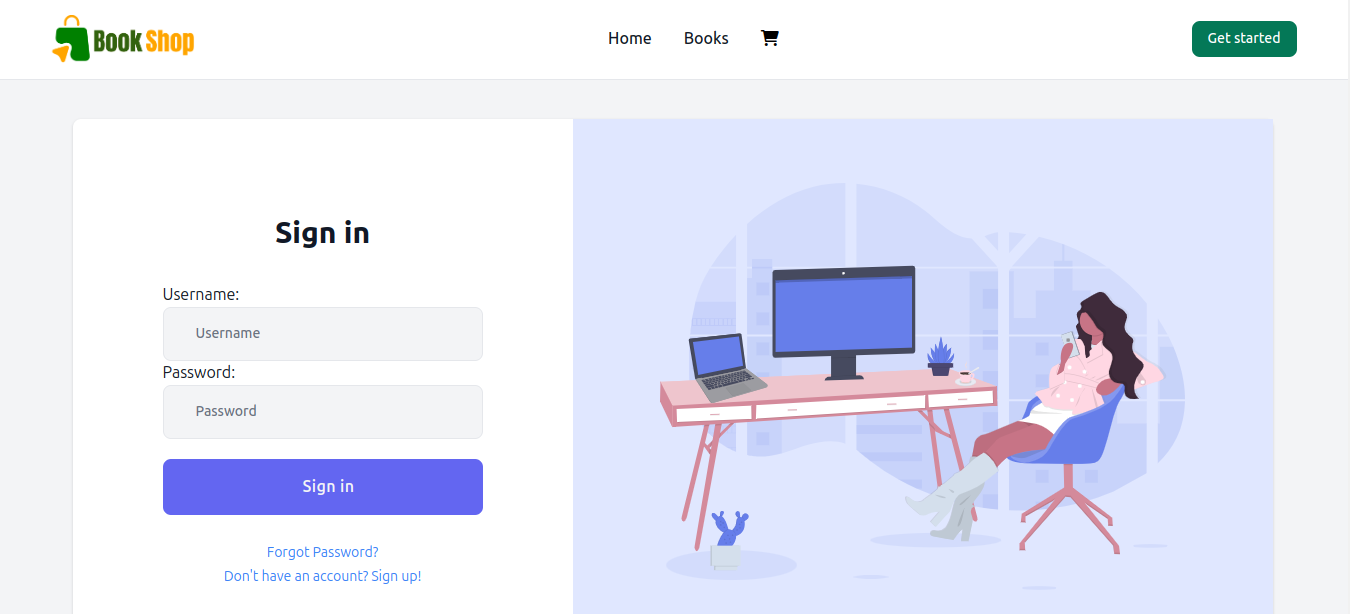 Book Shop
Home
Books
Get started
Sign in
Username:
Username
Password:
Password
Sign in
Forgot Password?
Don't have an account? Sign up!